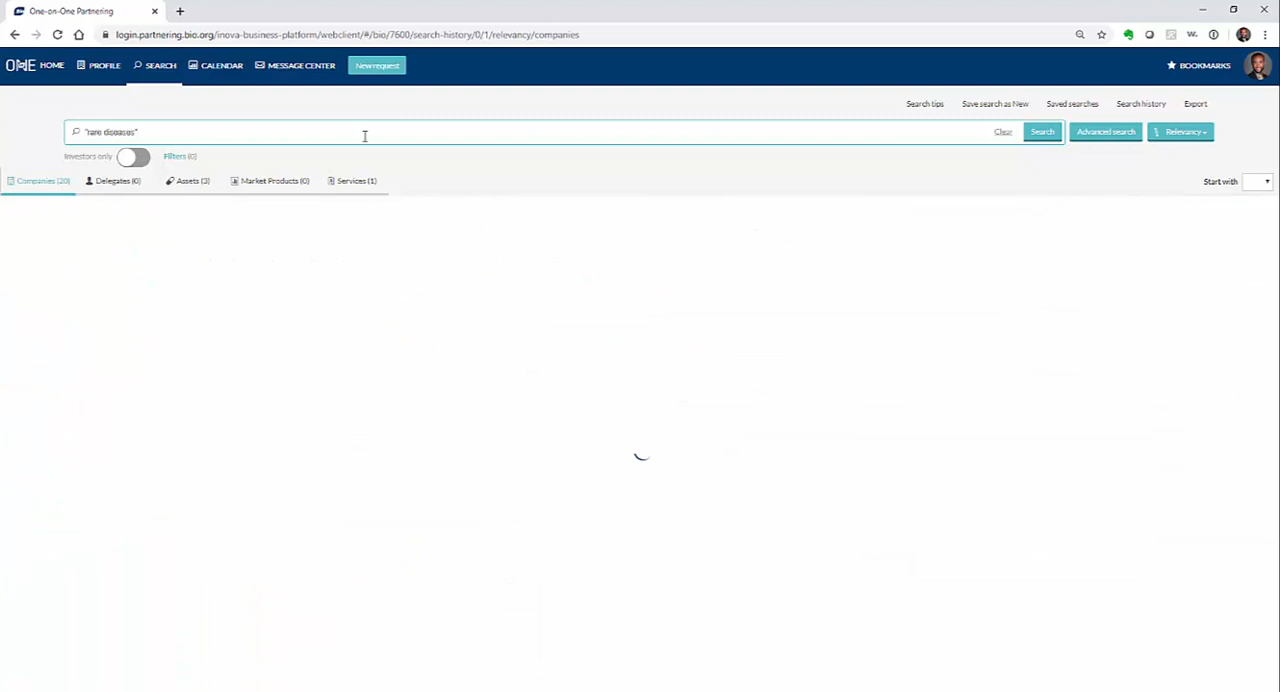 One-on-One Partnering
login.partnering.bio.org/inova-business-platform/webclient/#/bio/7600/search-history/0/1/relevancy/companies
ONE HOME PROFILE SEARCH CALENDAR MESSAGE CENTER New request BOOKMARKS
Search tips Save search as New Saved searches Search history Export
"rare diseases" Clear Search Advanced search Relevancy
Investors only Filters (0)
Companies (20) Delegates (0) Assets (3) Market Products (0) Services (1) Start with